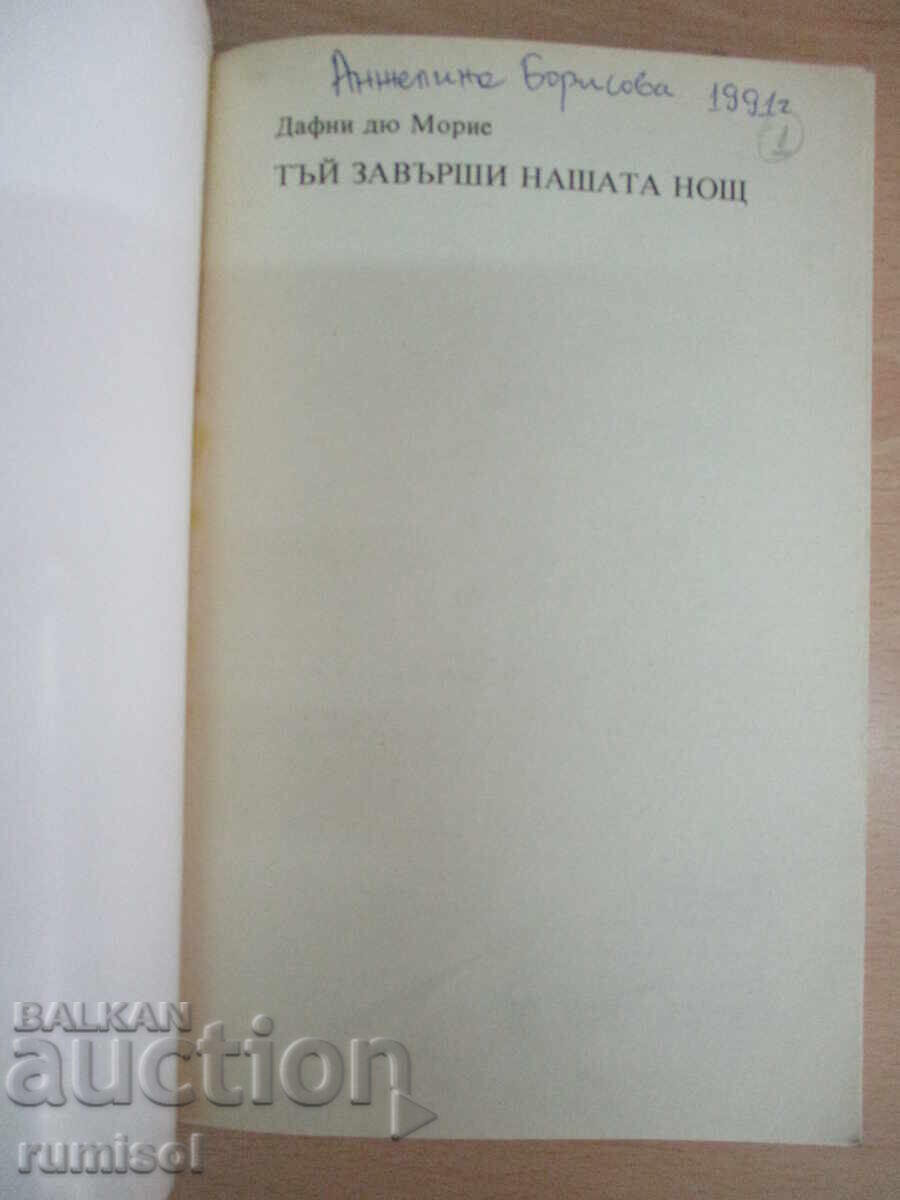 Анжелина Борисова 1991г
1
Дафни дю Морие
ТЪЙ ЗАВЪРШИ НАШАТА НОЩ
BALKAN
auction
rumisol